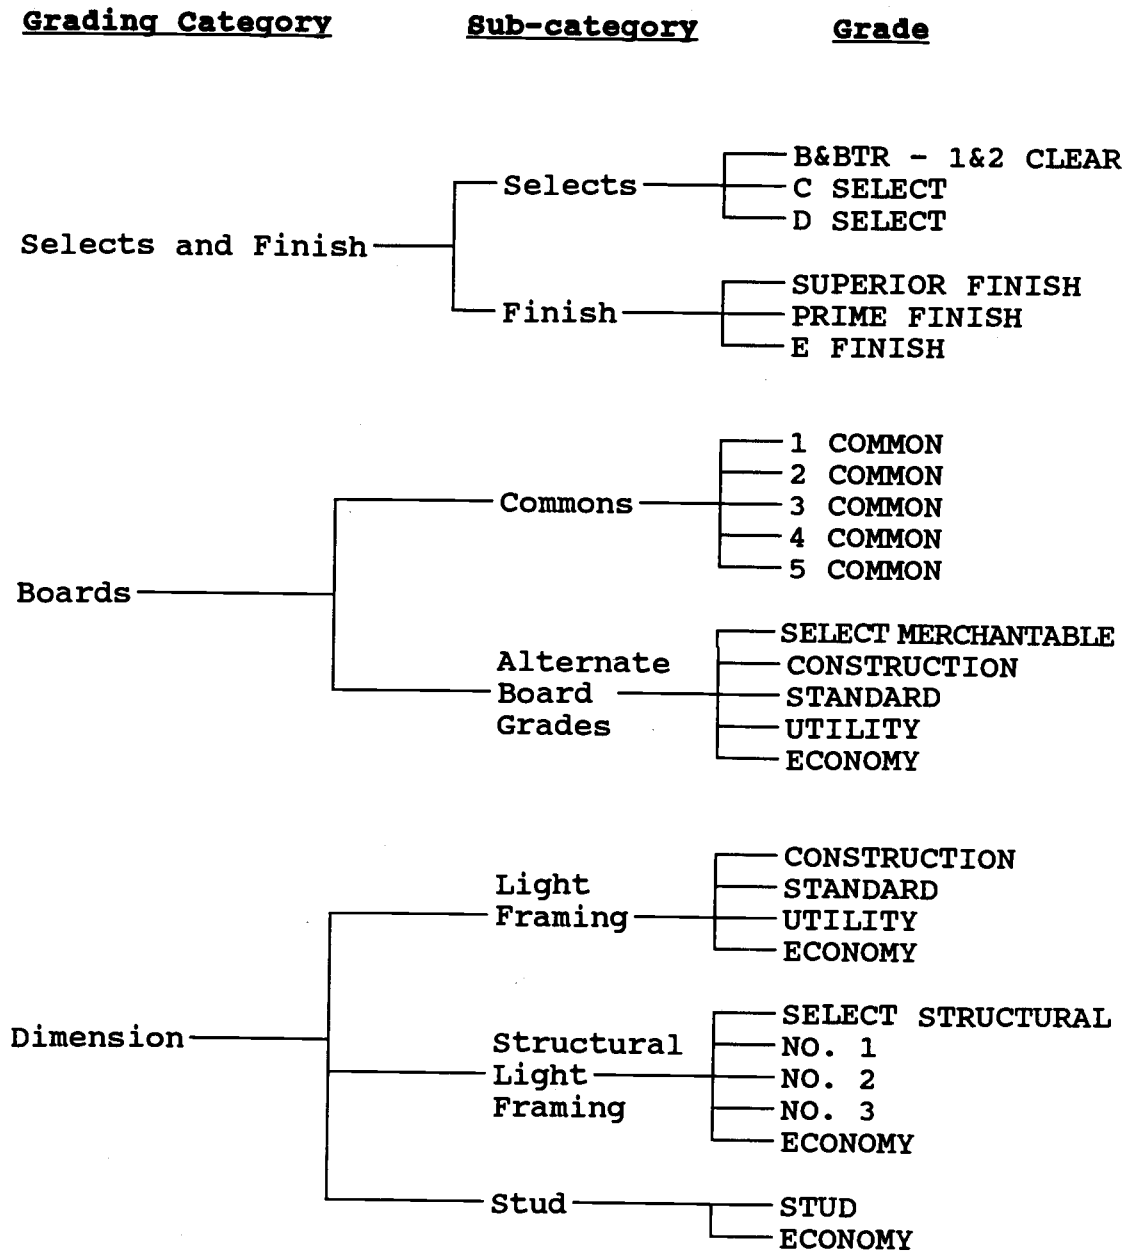 Grading Category Sub-category Grade
B&BTR - 1&2 CLEAR
Selects
C SELECT
D SELECT
Selects and Finish
SUPERIOR FINISH
Finish
PRIME FINISH
E FINISH
1 COMMON
2 COMMON
Commons
3 COMMON
4 COMMON
5 COMMON
Boards
SELECT MERCHANTABLE
Alternate
CONSTRUCTION
Board
STANDARD
Grades
UTILITY
ECONOMY
CONSTRUCTION
Light
STANDARD
Framing
UTILITY
ECONOMY
Dimension
SELECT STRUCTURAL
Structural
NO. 1
Light
NO. 2
Framing
NO. 3
ECONOMY
Stud
STUD
ECONOMY